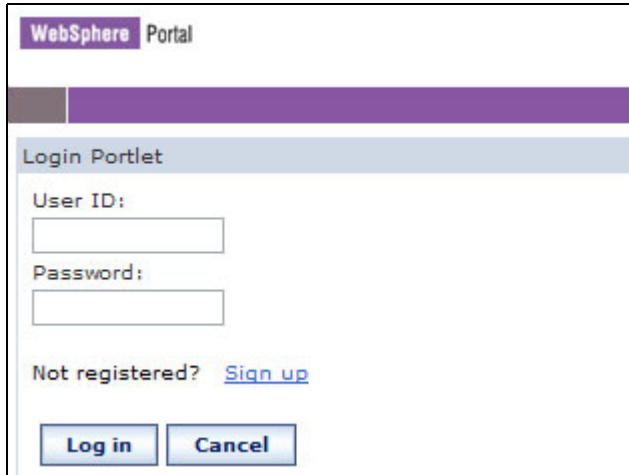 WebSphere Portal
Login Portlet
User ID:
Password:
Not registered? Sign up
Log in Cancel